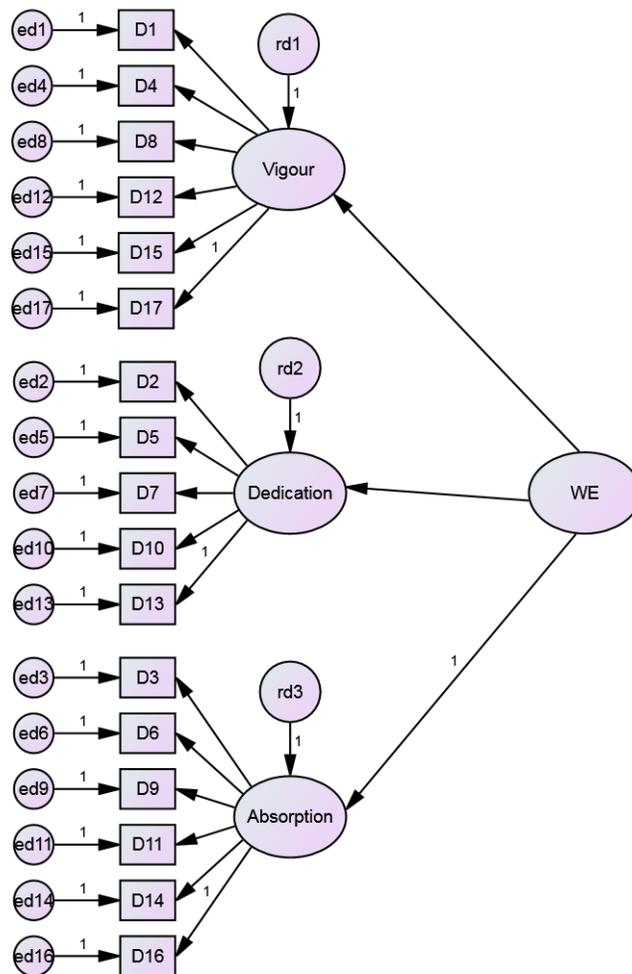 ed1 1 D1
rd1
ed4 1 D4
1
ed8 1 D8
Vigour
ed12 1 D12
ed15 1 D15
1
ed17 1 D17
rd2
ed2 1 D2
1
ed5 1 D5
ed7 1 D7
Dedication
WE
ed10 1 D10
1
ed13 1 D13
1
ed3 1 D3
rd3
ed6 1 D6
1
ed9 1 D9
Absorption
ed11 1 D11
ed14 1 D14
1
ed16 1 D16